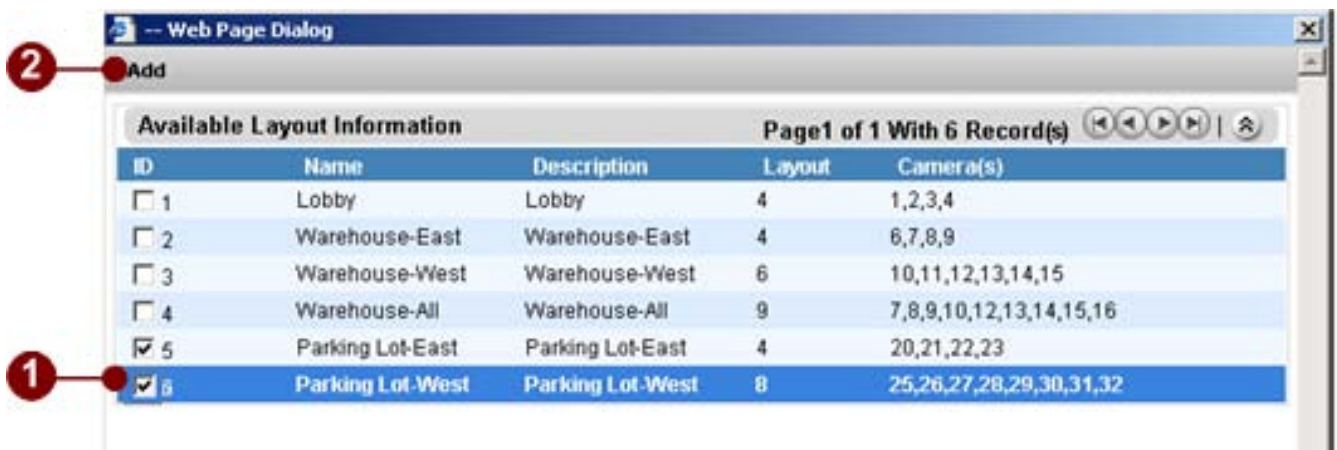 -- Web Page Dialog
2 Add
Available Layout Information Page1 of 1 With 6 Record(s) |
ID Name Description Layout Camera(s)
1 Lobby Lobby 4 1,2,3,4
2 Warehouse-East Warehouse-East 4 6,7,8,9
3 Warehouse-West Warehouse-West 6 10,11,12,13,14,15
4 Warehouse-All Warehouse-All 9 7,8,9,10,12,13,14,15,16
5 Parking Lot-East Parking Lot-East 4 20,21,22,23
1 6 Parking Lot-West Parking Lot-West 8 25,26,27,28,29,30,31,32